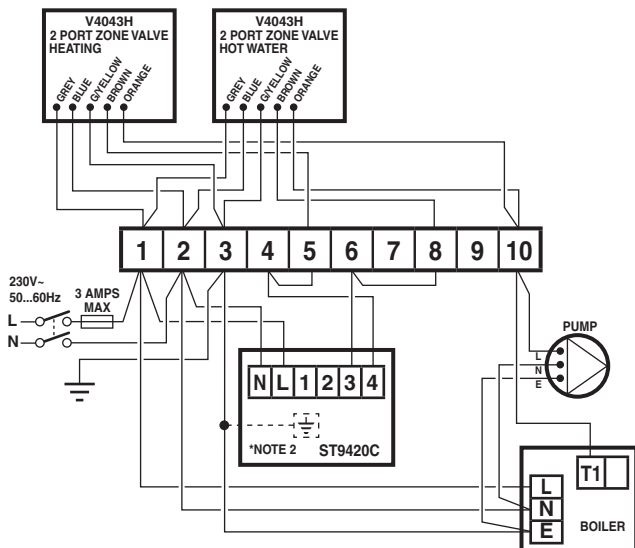 V4043H
2 PORT ZONE VALVE
HEATING
GREY
BLUE
G/YELLOW
BROWN
ORANGE
V4043H
2 PORT ZONE VALVE
HOT WATER
GREY
BLUE
G/YELLOW
BROWN
ORANGE
1 2 3 4 5 6 7 8 9 10
230V~
50...60Hz
3 AMPS
MAX
L
N
PUMP
L
N
E
N L 1 2 3 4
*NOTE 2
ST9420C
T1
L
N
E
BOILER